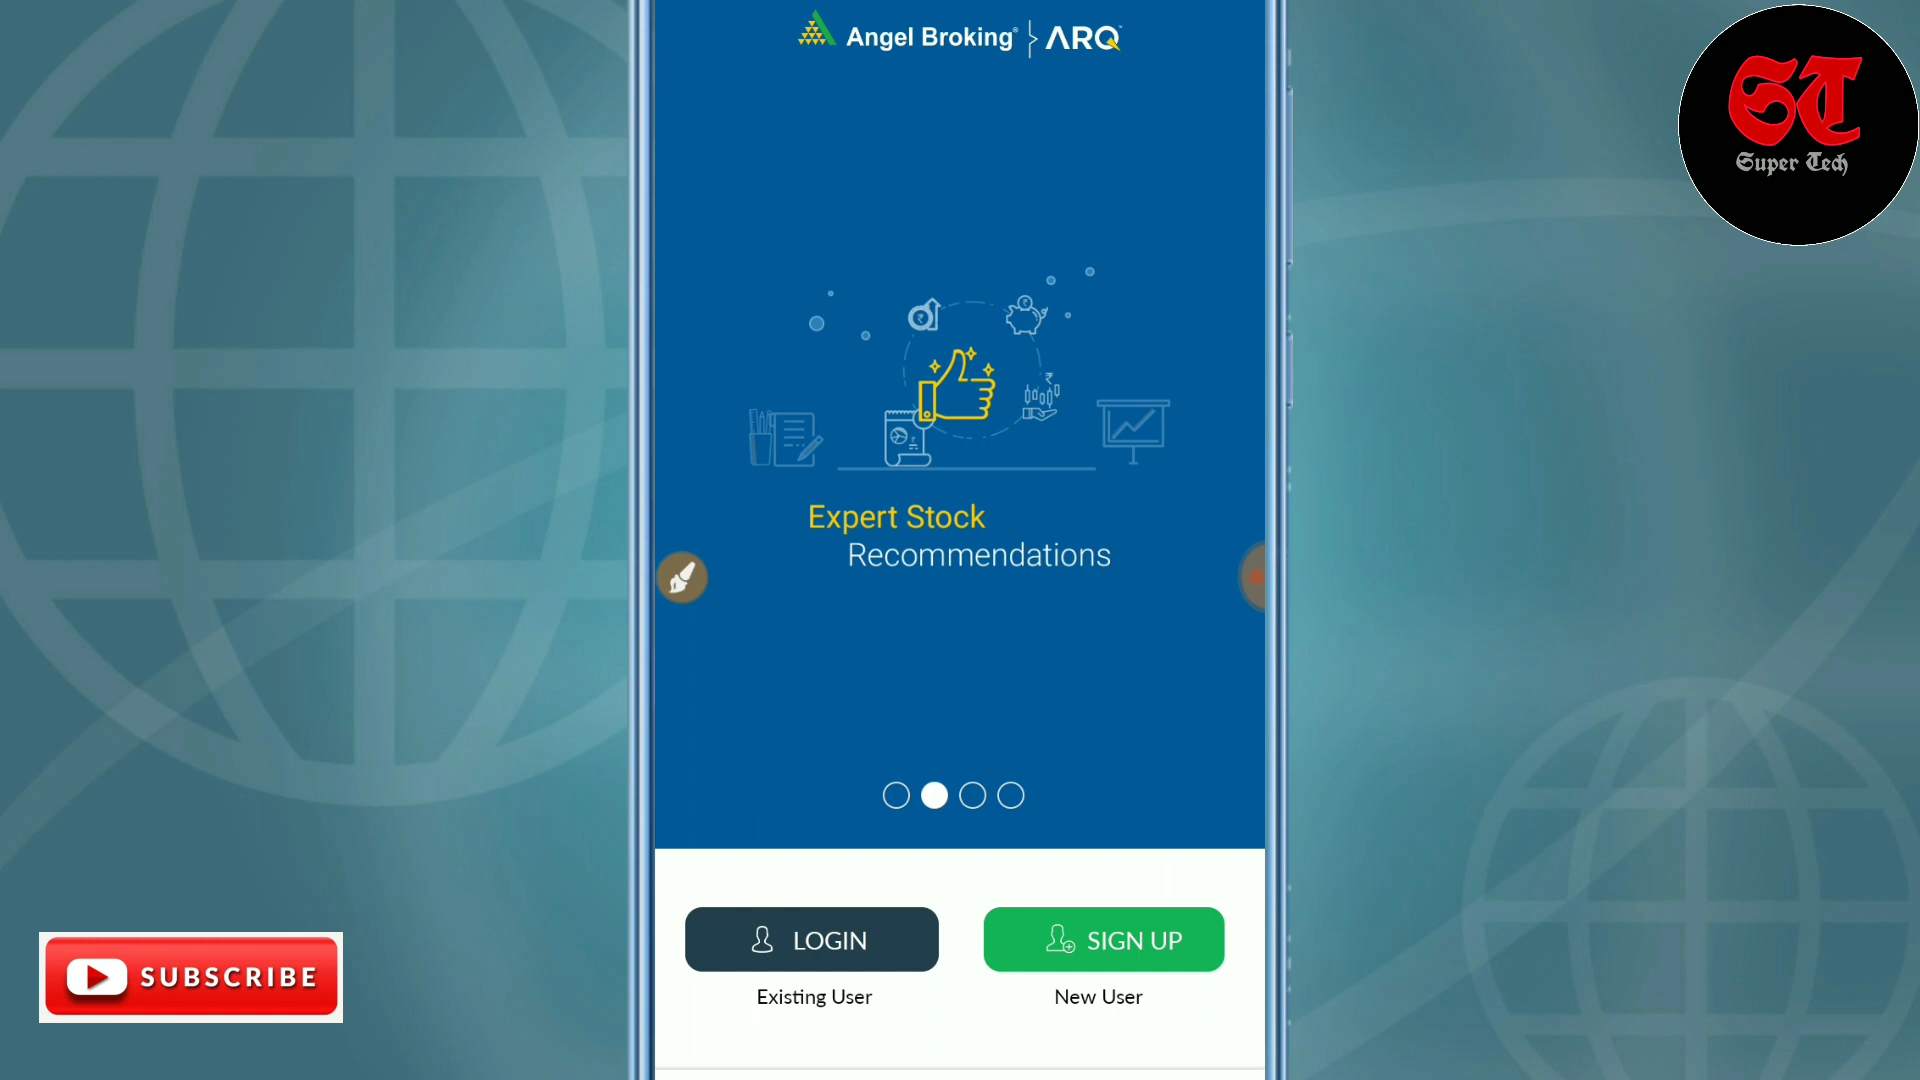 Angel Broking ARQ
ST
Super Tech
Expert Stock
Recommendations
LOGIN
SIGN UP
Existing User
New User
SUBSCRIBE